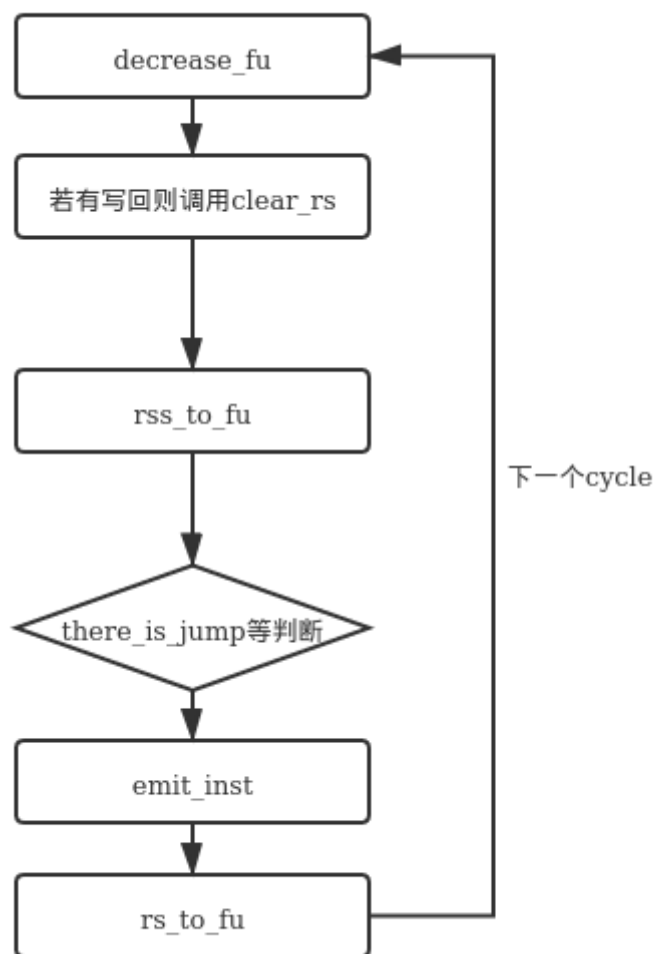 decrease_fu
若有写回则调用clear_rs
rss_to_fu
下一个cycle
there_is_jump等判断
emit_inst
rs_to_fu